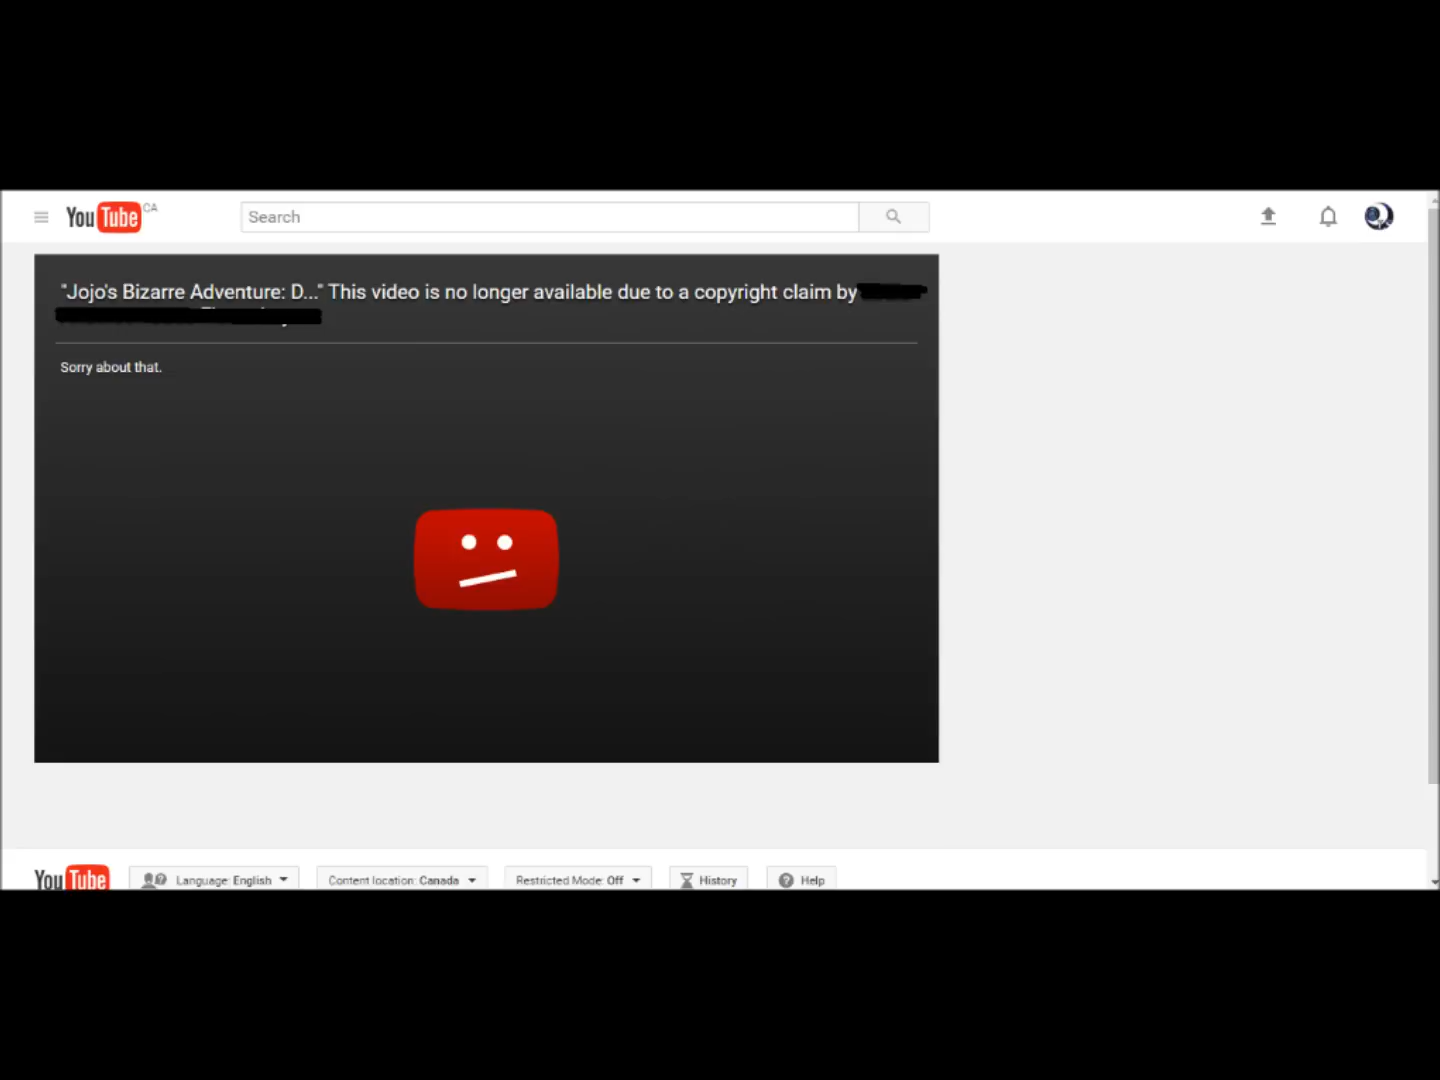 YouTube CA
Search
"Jojo's Bizarre Adventure: D..." This video is no longer available due to a copyright claim by
Sorry about that.
YouTube
Language: English
Content location: Canada
Restricted Mode: Off
History
Help